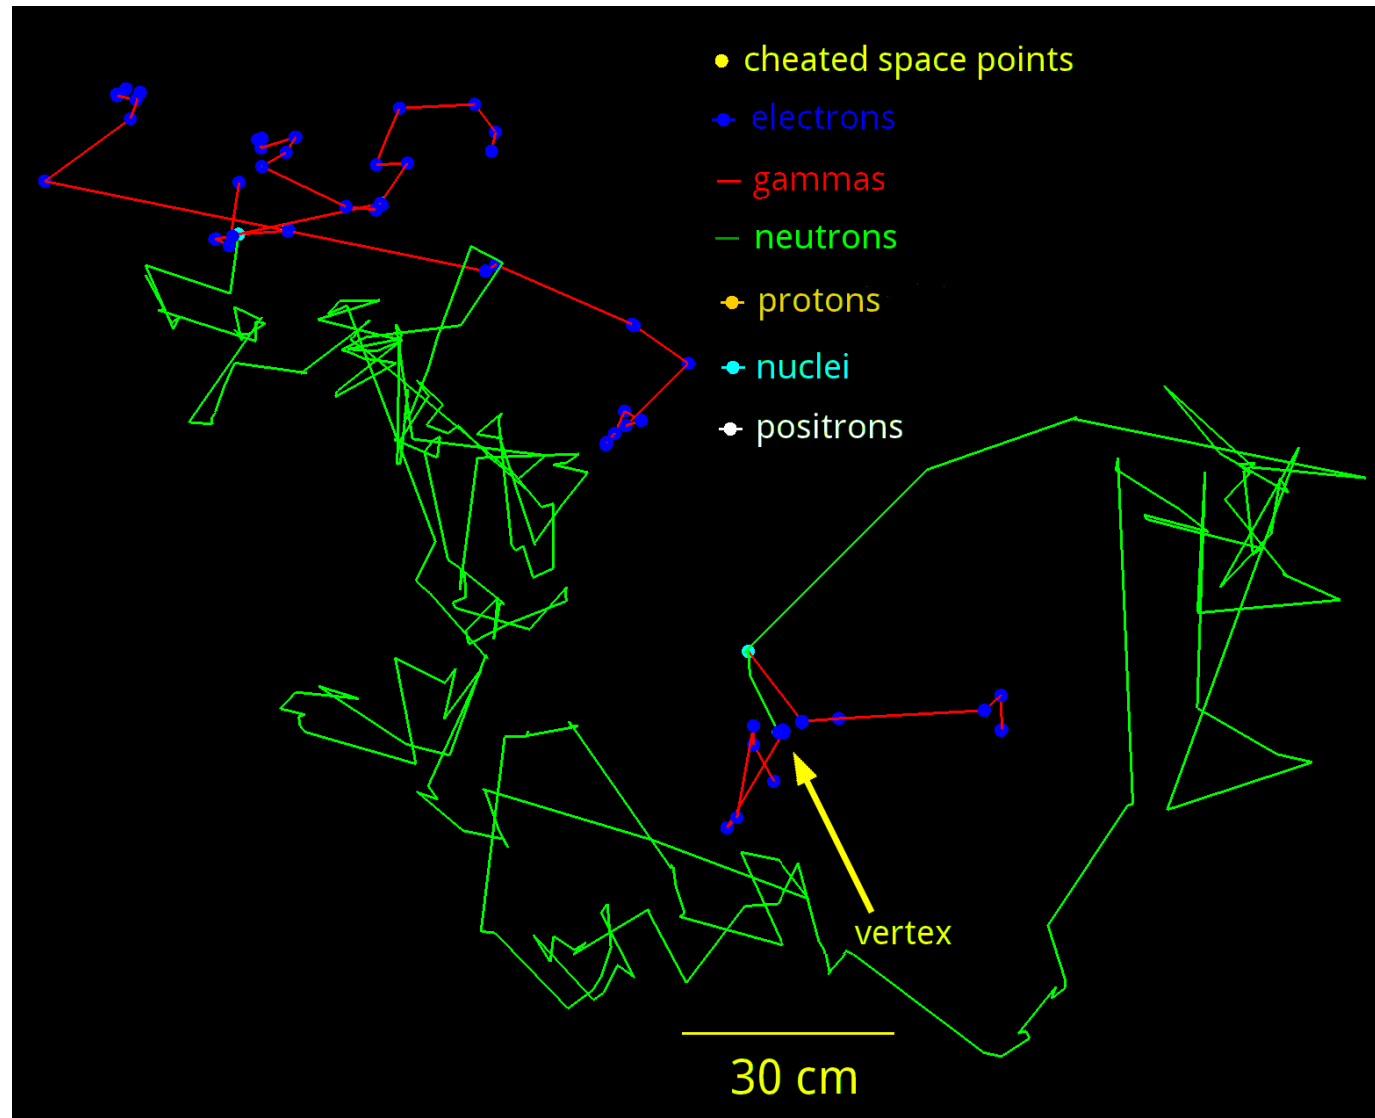 cheated space points
electrons
gammas
neutrons
protons
nuclei
positrons
vertex
30 cm